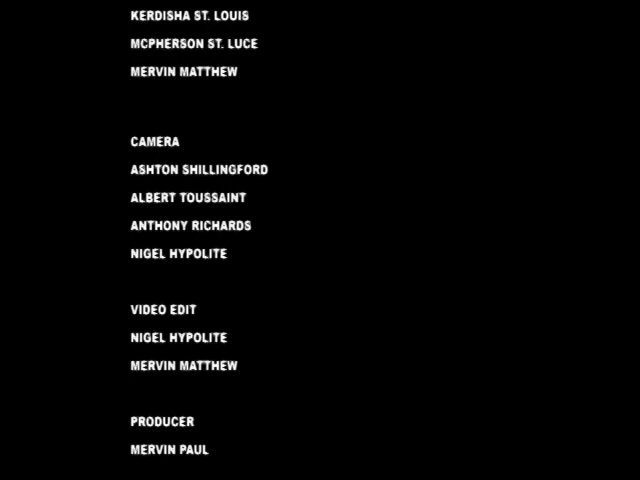 KERDISHA ST. LOUIS
MCPHERSON ST. LUCE
MERVIN MATTHEW
CAMERA
ASHTON SHILLINGFORD
ALBERT TOUSSAINT
ANTHONY RICHARDS
NIGEL HYPOLITE
VIDEO EDIT
NIGEL HYPOLITE
MERVIN MATTHEW
PRODUCER
MERVIN PAUL